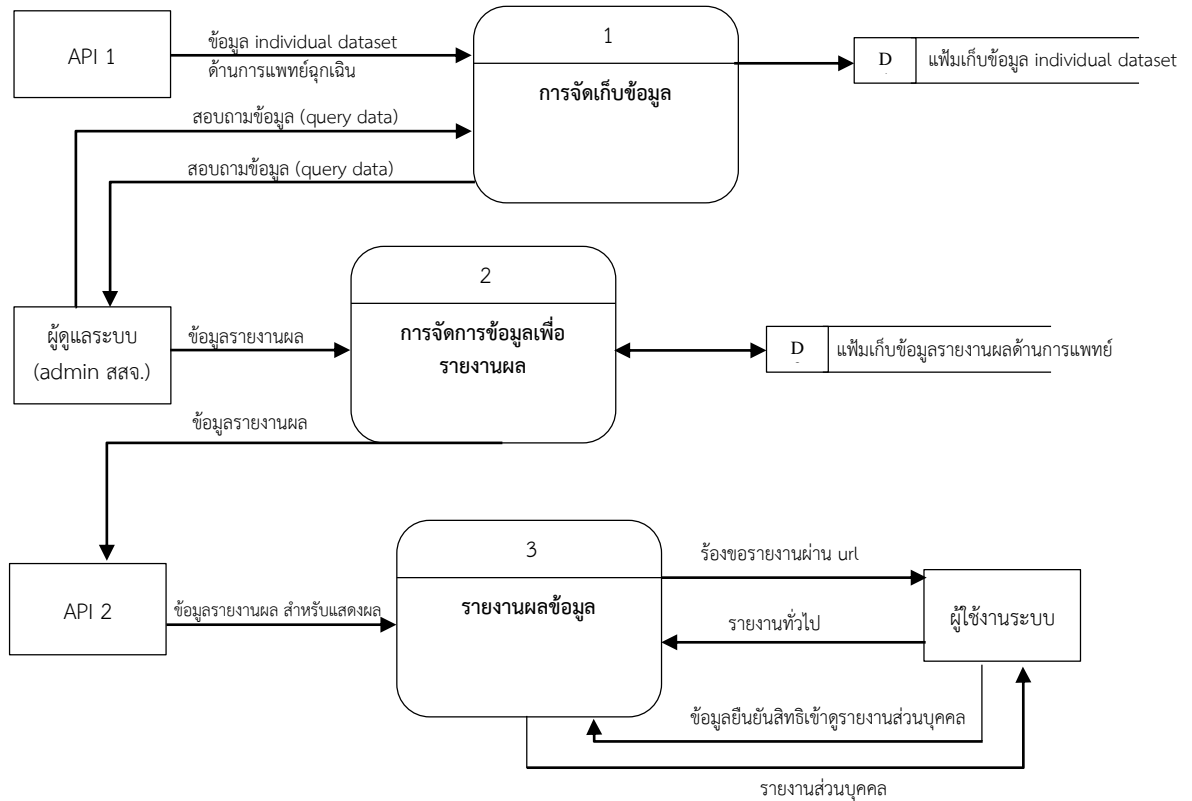 API 1
ข้อมูล individual dataset
ด้านการแพทย์ฉุกเฉิน
1
การจัดเก็บข้อมูล
D
แฟ้มเก็บข้อมูล individual dataset
สอบถามข้อมูล (query data)
สอบถามข้อมูล (query data)
ผู้ดูแลระบบ
(admin สสจ.)
ข้อมูลรายงานผล
2
การจัดการข้อมูลเพื่อ
รายงานผล
D
แฟ้มเก็บข้อมูลรายงานผลด้านการแพทย์
ข้อมูลรายงานผล
API 2
ข้อมูลรายงานผล สำหรับแสดงผล
3
รายงานผลข้อมูล
ร้องขอรายงานผ่าน url
รายงานทั่วไป
ผู้ใช้งานระบบ
ข้อมูลยืนยันสิทธิเข้าดูรายงานส่วนบุคคล
รายงานส่วนบุคคล